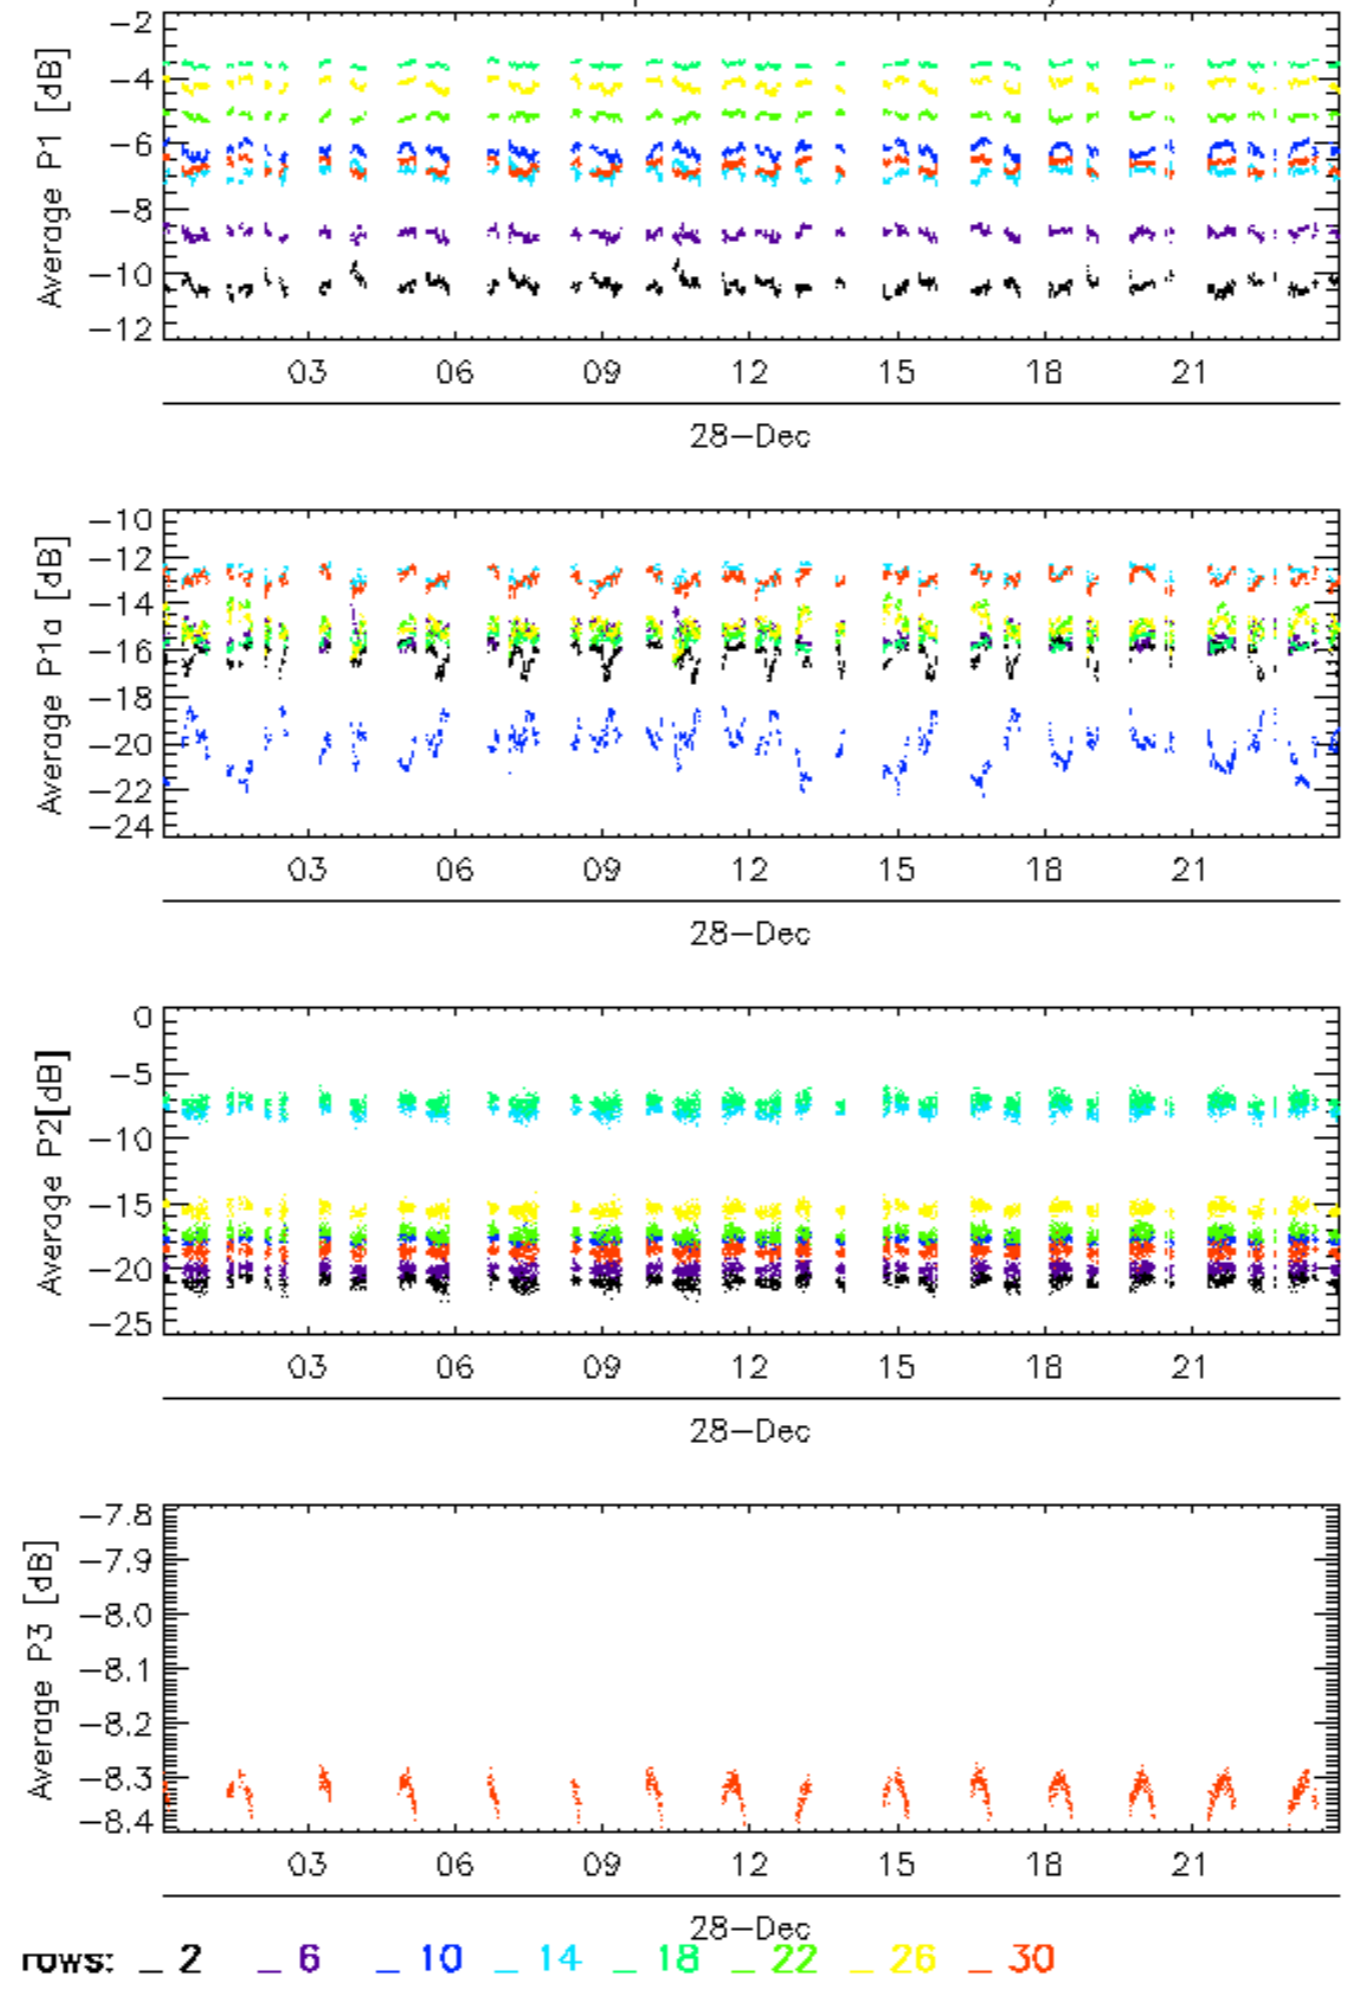 Average P1 [dB]
-2
-4
-6
-8
-10
-12
03 06 09 12 15 18 21
28-Dec
Average P1a [dB]
-10
-12
-14
-16
-18
-20
-22
-24
03 06 09 12 15 18 21
28-Dec
Average P2[dB]
0
-5
-10
-15
-20
-25
03 06 09 12 15 18 21
28-Dec
Average P3 [dB]
-7.8
-7.9
-8.0
-8.1
-8.2
-8.3
-8.4
03 06 09 12 15 18 21
28-Dec
rows: _ 2 _ 6 _ 10 _ 14 _ 18 _ 22 _ 26 _ 30